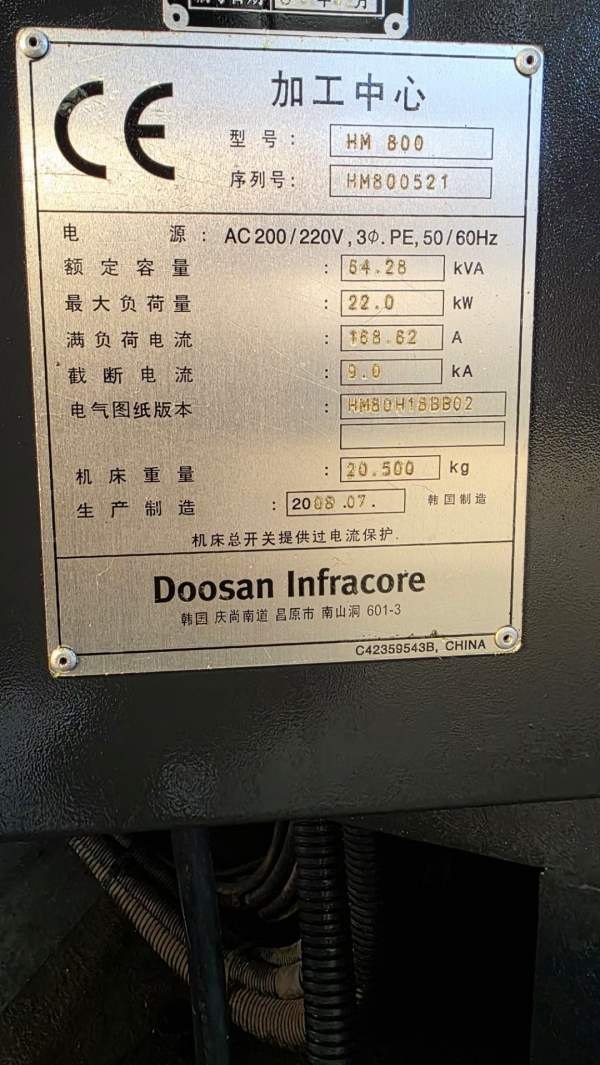 CE 加工中心
型号: HM 800
序列号: HM800521
电源: AC 200/220V, 3Φ. PE, 50/60Hz
额定容量: 64.28 kVA
最大负荷量: 22.0 kW
满负荷电流: 168.62 A
截断电流: 9.0 kA
电气图纸版本: HM80H18BB02
机床重量: 20.500 kg
生产制造: 2008.07. 韩国制造
机床总开关提供过电流保护.
Doosan Infracore
韩国 庆尚南道 昌原市 南山洞 601-3
C42359543B, CHINA